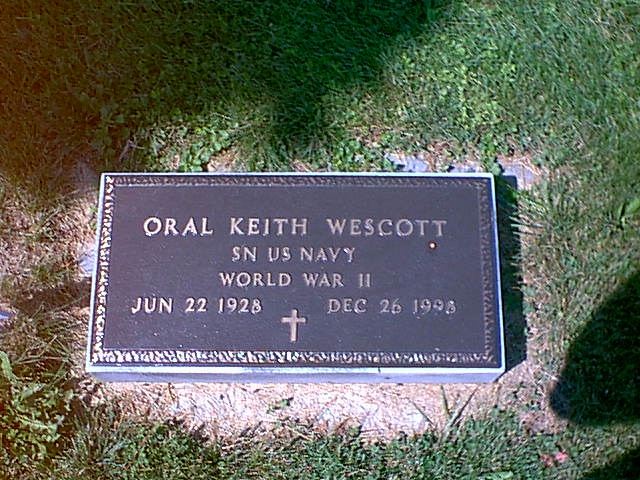 ORAL KEITH WESCOTT
SN US NAVY
WORLD WAR II
JUN 22 1928 DEC 26 1998